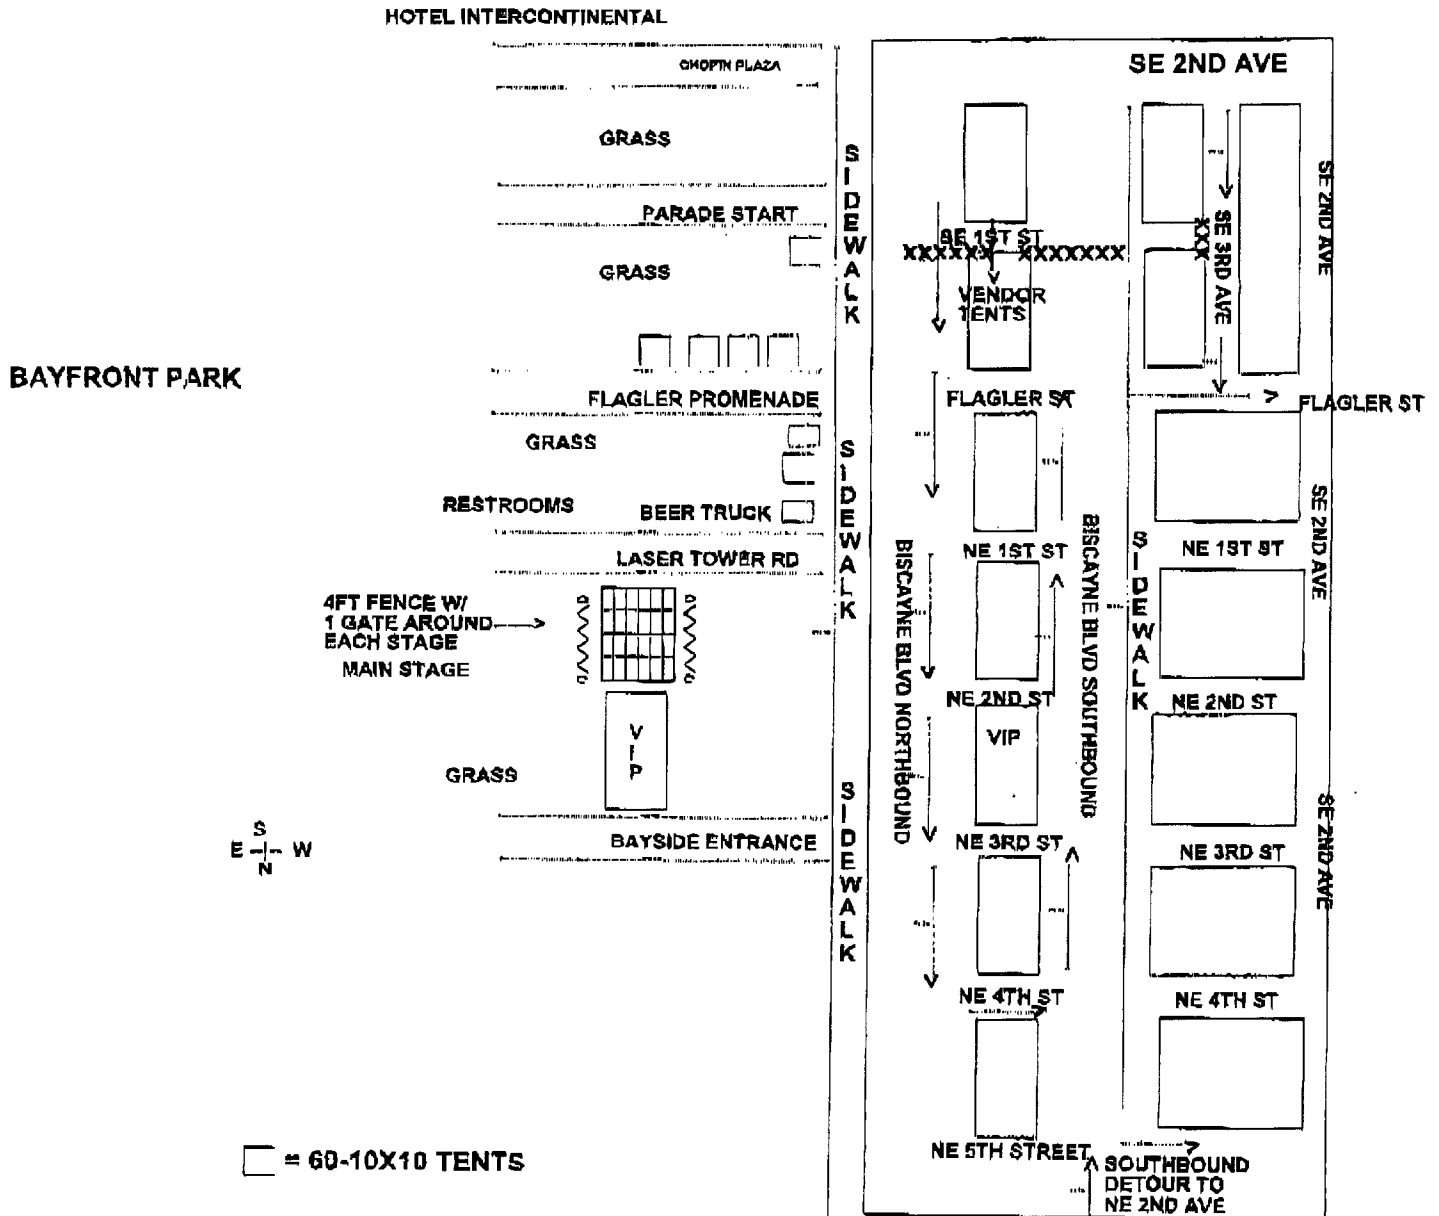 HOTEL INTERCONTINENTAL
CHOPIN PLAZA
SE 2ND AVE
GRASS
SIDEWALK
SE 2ND AVE
PARADE START
SE 1ST ST
XXX
SE 3RD AVE
XXXXXX XXXXXXX
X
GRASS
VENDOR
TENTS
BAYFRONT PARK
FLAGLER PROMENADE
FLAGLER ST
FLAGLER ST
GRASS
SIDEWALK
RESTROOMS
BEER TRUCK
SE 2ND AVE
BISCAYNE BLVD NORTHBOUND
BISCAYNE BLVD SOUTHBOUND
SIDEWALK
NE 1ST ST
NE 1ST ST
LASER TOWER RD
4FT FENCE W/
1 GATE AROUND
EACH STAGE
MAIN STAGE
NE 2ND ST
NE 2ND ST
VIP
VIP
GRASS
SIDEWALK
SE 2ND AVE
S
E W
N
BAYSIDE ENTRANCE
NE 3RD ST
NE 3RD ST
NE 4TH ST
NE 4TH ST
NE 5TH STREET
SOUTHBOUND
DETOUR TO
NE 2ND AVE
= 60-10X10 TENTS